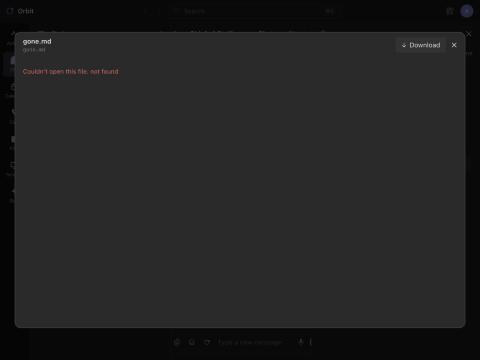 Orbit
Search
gone.md
gone.md
Download
Couldn't open this file: not found
Type a new message